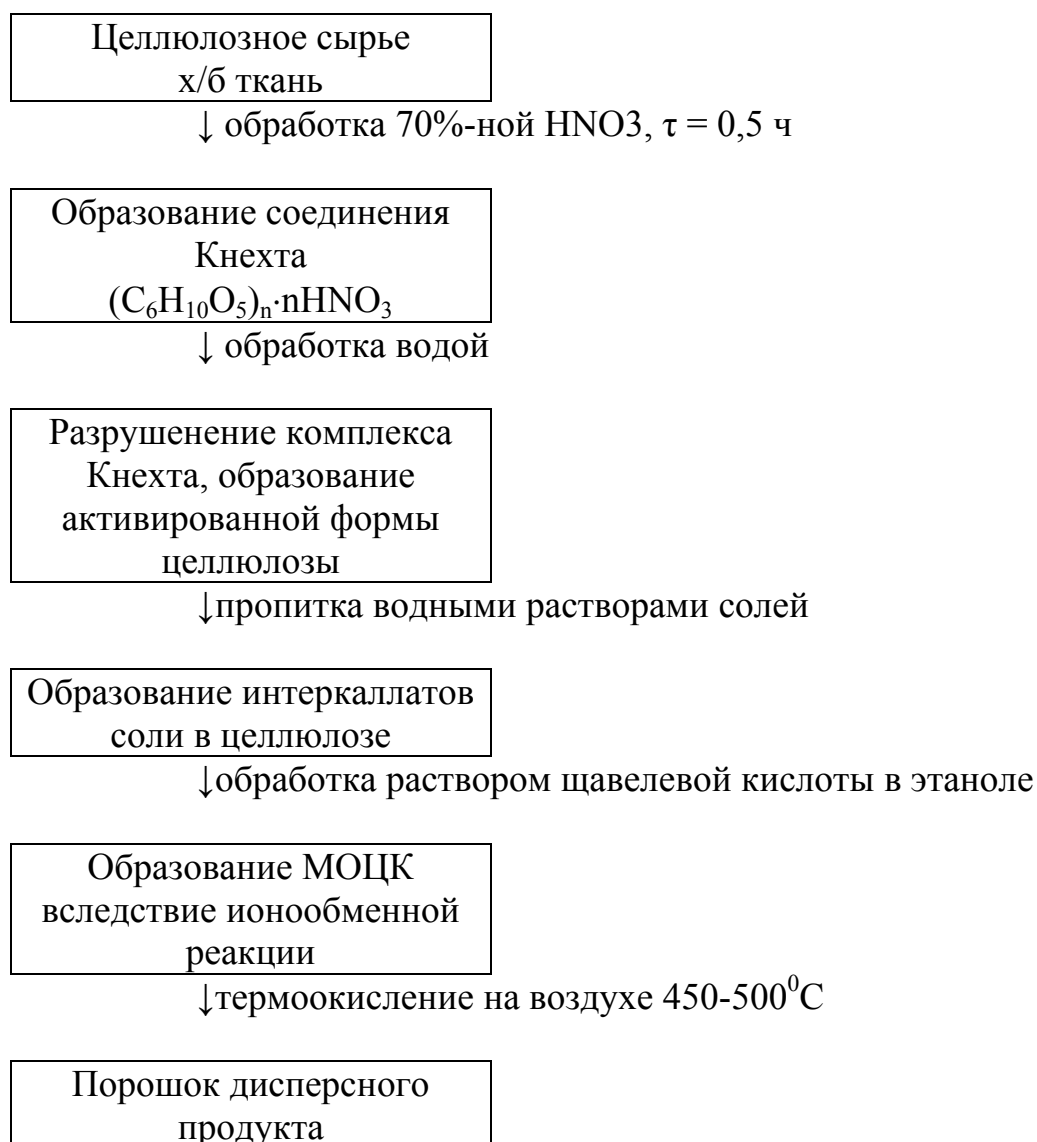 Целлюлозное сырье
х/б ткань
↓ обработка 70%-ной HNO3, τ = 0,5 ч
Образование соединения
Кнехта
(C₆H₁₀O₅)ₙ·nHNO₃
↓ обработка водой
Разрушенение комплекса
Кнехта, образование
активированной формы
целлюлозы
↓пропитка водными растворами солей
Образование интеркаллатов
соли в целлюлозе
↓обработка раствором щавелевой кислоты в этаноле
Образование МОЦК
вследствие ионообменной
реакции
↓термоокисление на воздухе 450-500⁰С
Порошок дисперсного
продукта